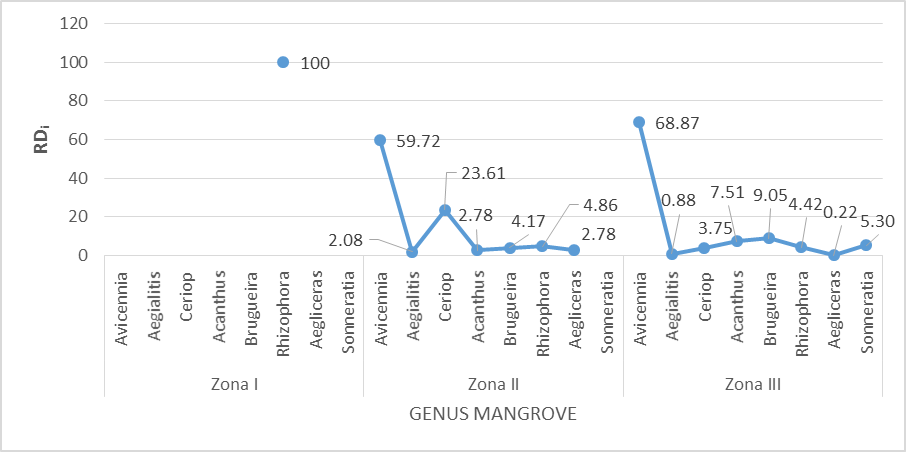 120
100
80
60
40
20
0
RDi
100
59.72
2.08
23.61
2.78
4.17
4.86
2.78
68.87
0.88
3.75
7.51
9.05
4.42
0.22
5.30
Avicennia
Aegialitis
Ceriop
Acanthus
Brugueira
Rhizophora
Aegliceras
Sonneratia
Avicennia
Aegialitis
Ceriop
Acanthus
Brugueira
Rhizophora
Aegliceras
Sonneratia
Avicennia
Aegialitis
Ceriop
Acanthus
Brugueira
Rhizophora
Aegliceras
Sonneratia
Zona I
Zona II
Zona III
GENUS MANGROVE